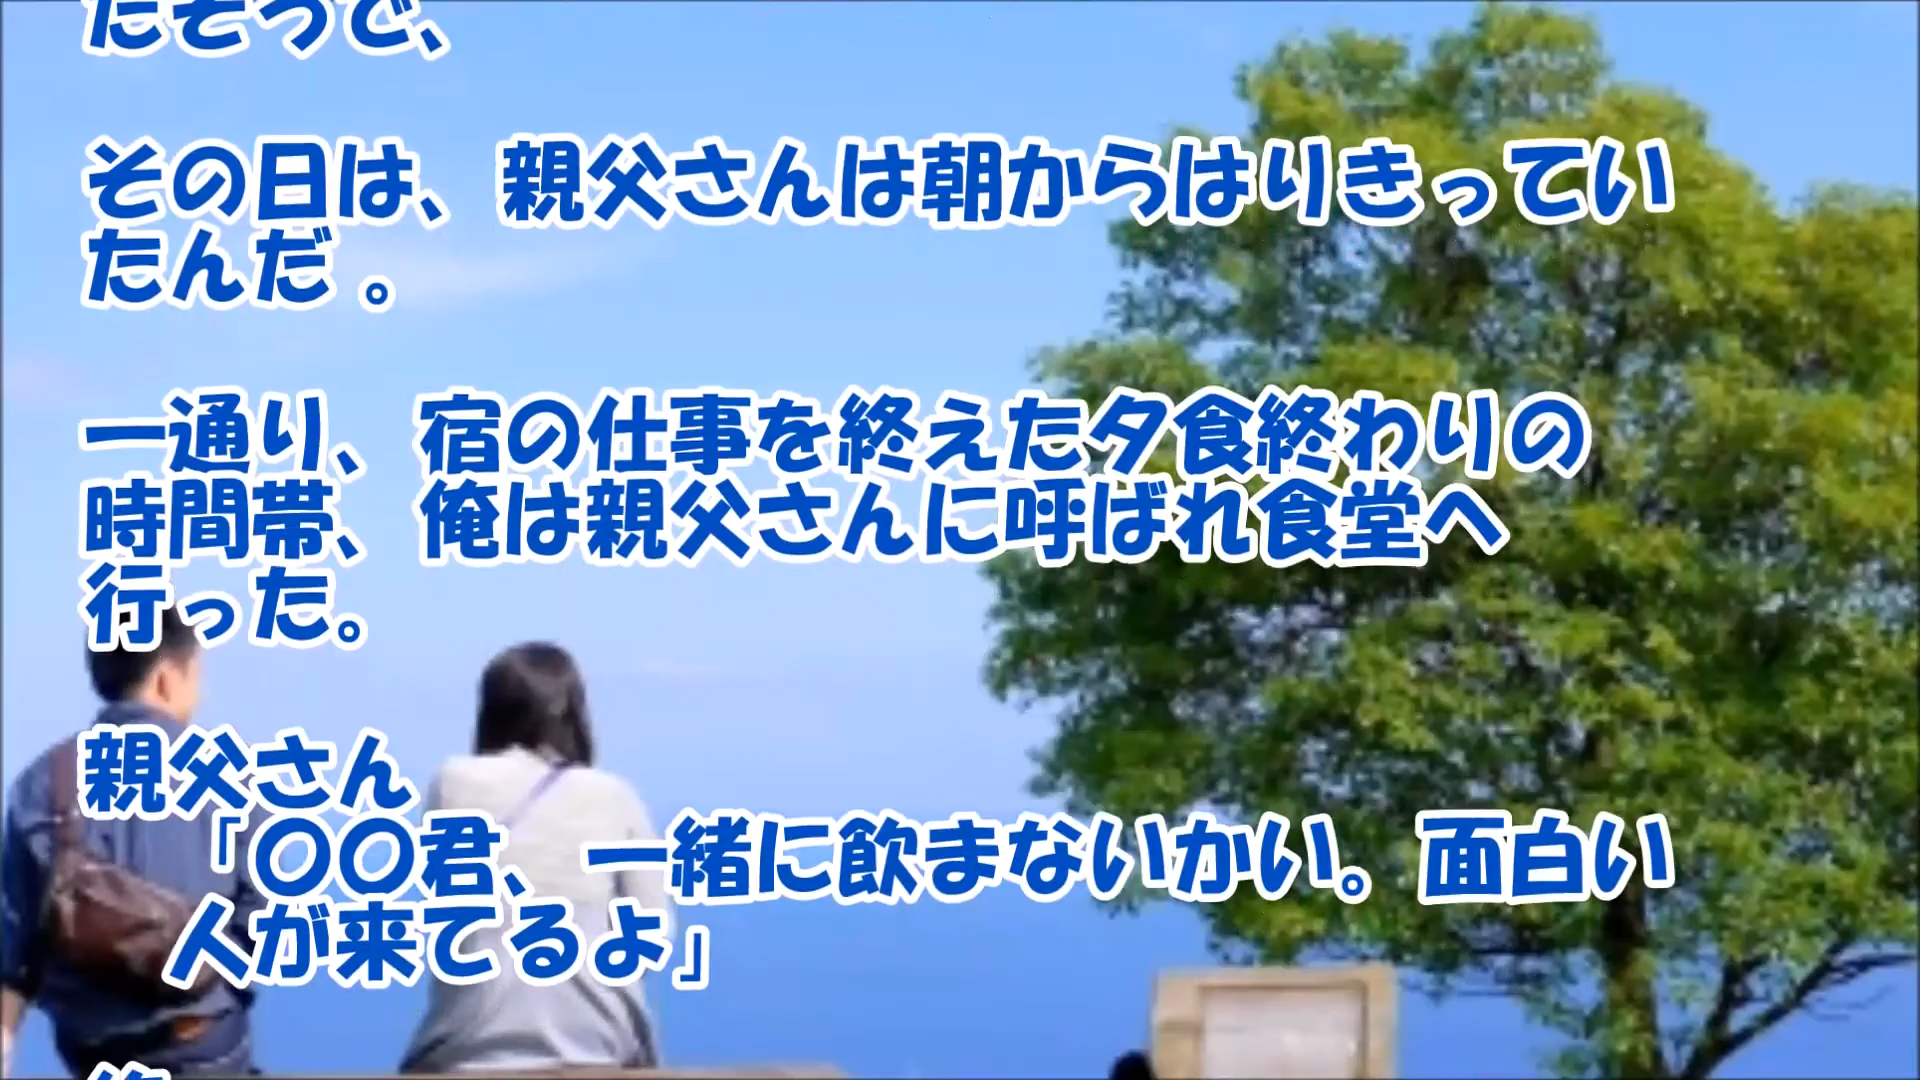 だそうで、
その日は、親父さんは朝からはりきってい
たんだ 。
一通り、宿の仕事を終えた夕食終わりの
時間帯、俺は親父さんに呼ばれ食堂へ
行った。
親父さん
「〇〇君、一緒に飲まないかい。面白い
人が来てるよ」